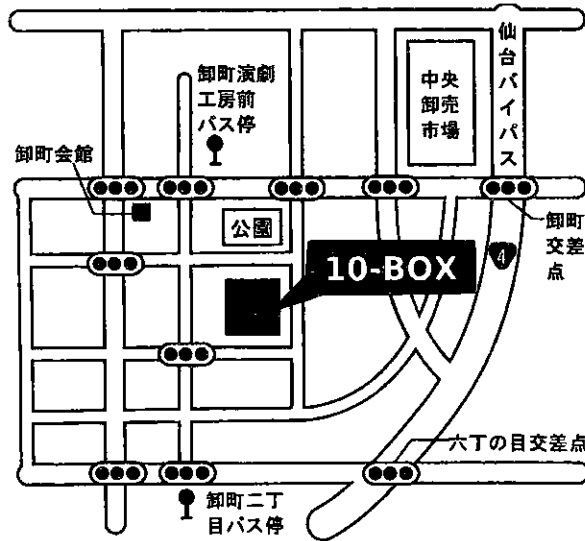 仙台バイパス
卸町演劇
工房前
バス停
中央
卸売
市場
卸町会館
公園
卸町
交差
点
10-BOX
4
六丁の目交差点
卸町二丁
目バス停